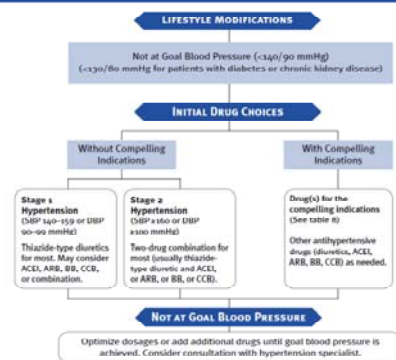 LIFESTYLE MODIFICATIONS
Not at Goal Blood Pressure (<140/90 mmHg)
(<130/80 mmHg for patients with diabetes or chronic kidney disease)
INITIAL DRUG CHOICES
Without Compelling
Indications
With Compelling
Indications
Stage 1
Hypertension
(SBP 140–159 or DBP
90–99 mmHg)
Thiazide-type diuretics
for most. May consider
ACEI, ARB, BB, CCB,
or combination.
Stage 2
Hypertension
(SBP ≥160 or DBP
≥100 mmHg)
Two-drug combination for
most (usually thiazide-
type diuretic and ACEI,
or ARB, or BB, or CCB).
Drug(s) for the
compelling indications
(See table 8)
Other antihypertensive
drugs (diuretics, ACEI,
ARB, BB, CCB) as needed.
NOT AT GOAL BLOOD PRESSURE
Optimize dosages or add additional drugs until goal blood pressure is
achieved. Consider consultation with hypertension specialist.